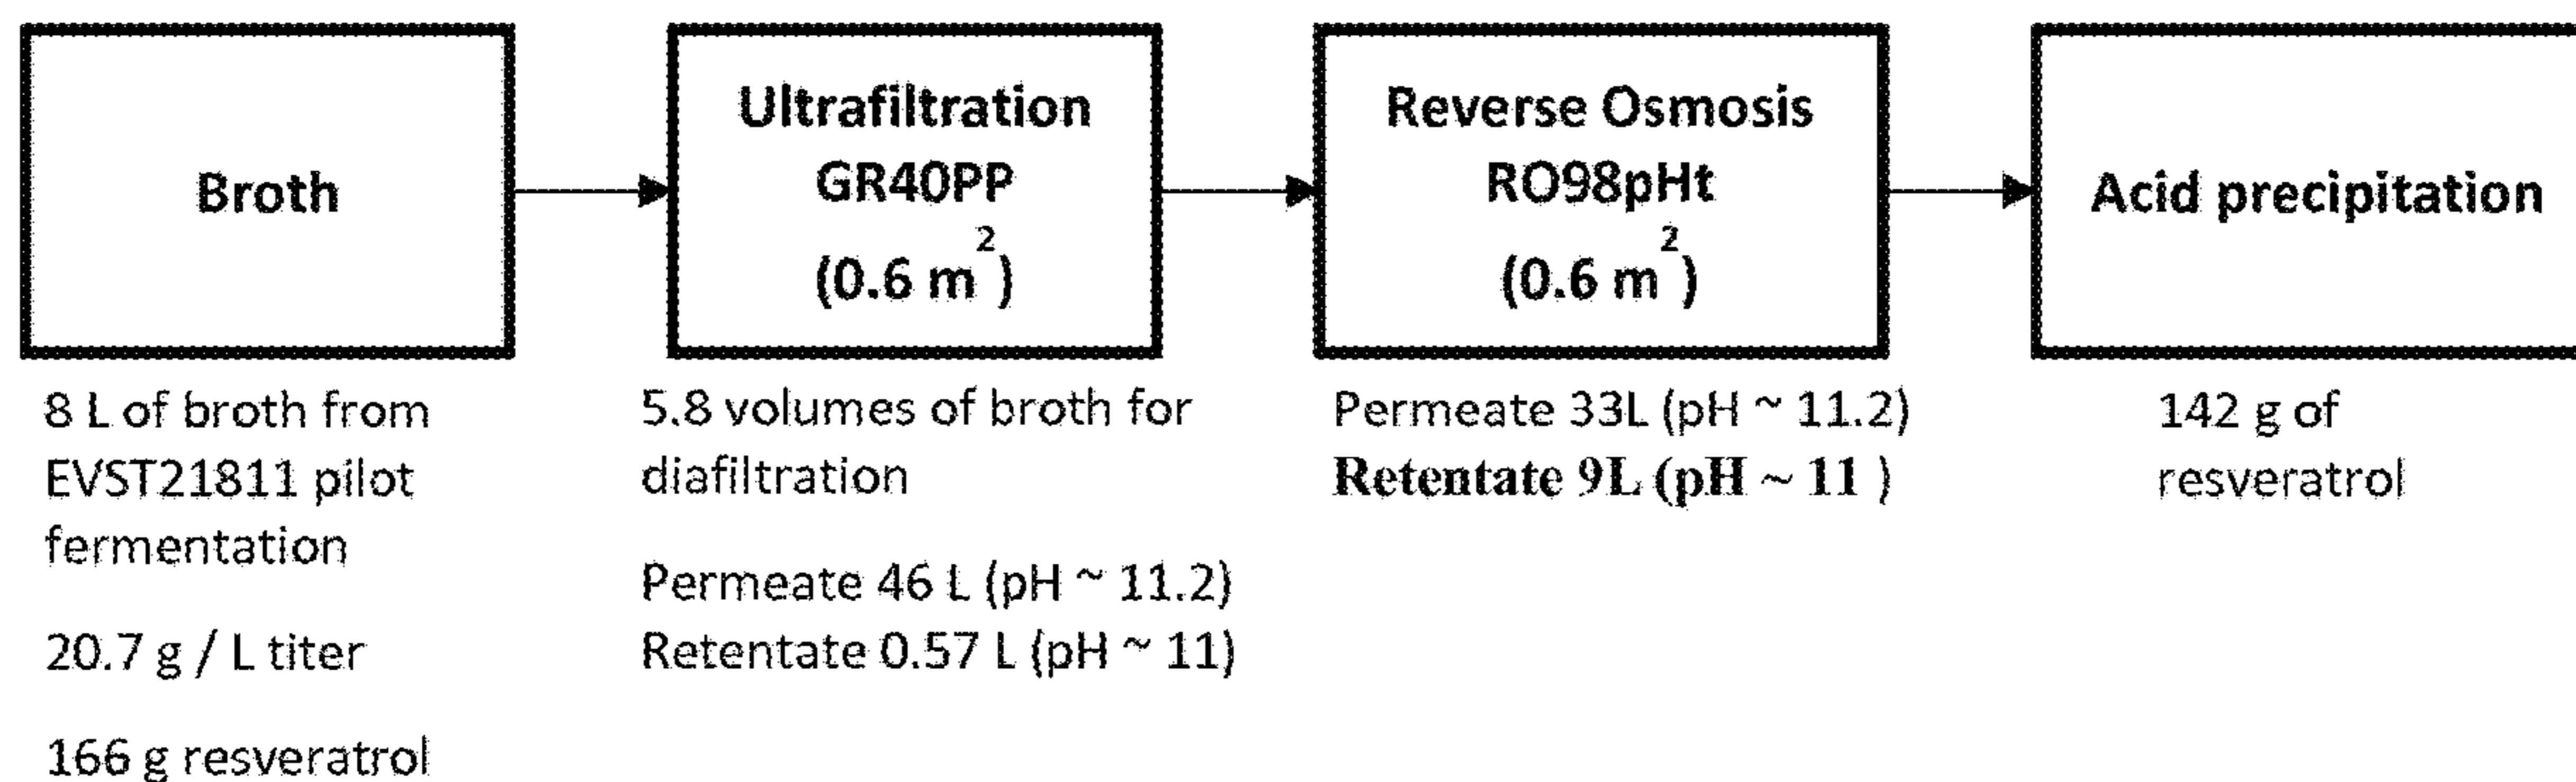 Broth
Ultrafiltration
GR40PP
(0.6 m²)
Reverse Osmosis
RO98pHt
(0.6 m²)
Acid precipitation
8 L of broth from
EVST21811 pilot
fermentation
20.7 g / L titer
166 g resveratrol
5.8 volumes of broth for
diafiltration
Permeate 46 L (pH ~ 11.2)
Retentate 0.57 L (pH ~ 11)
Permeate 33L (pH ~ 11.2)
Retentate 9L (pH ~ 11 )
142 g of
resveratrol